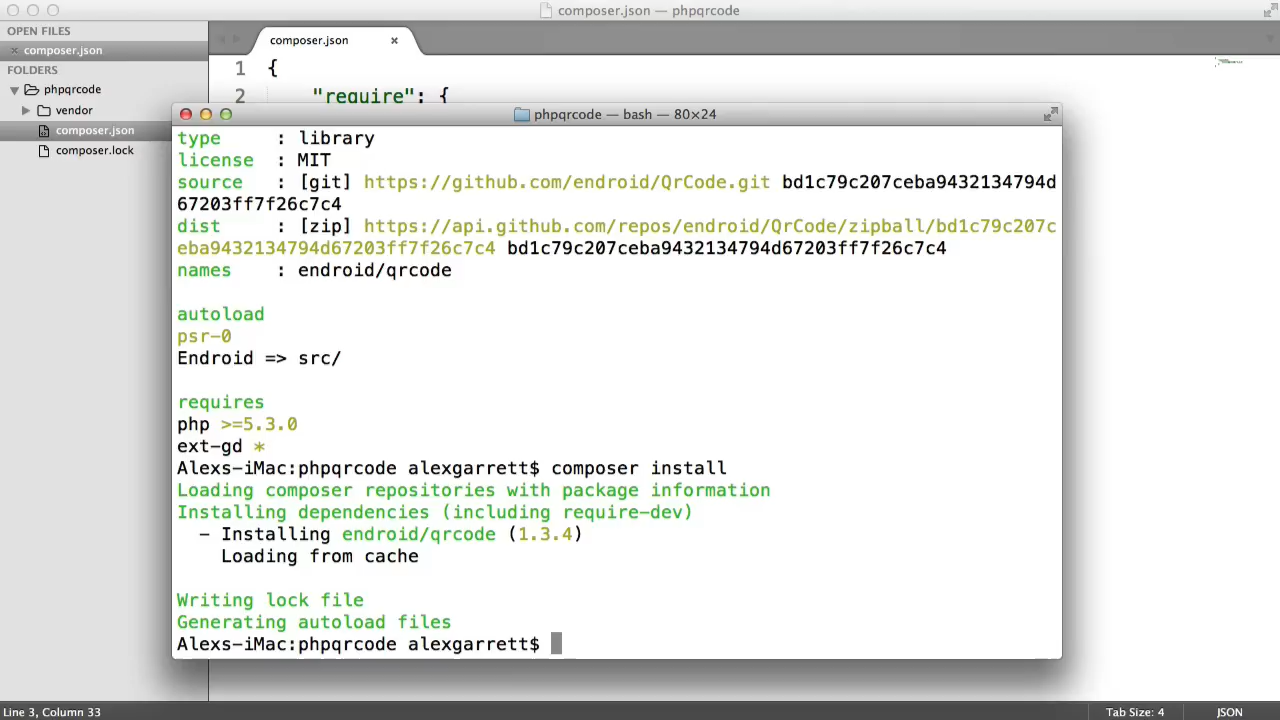 composer.json — phpqrcode
OPEN FILES
composer.json
FOLDERS
phpqrcode
vendor
composer.json
composer.lock
composer.json
1 {
2 "require": {
phpqrcode — bash — 80×24
type : library
license : MIT
source : [git] https://github.com/endroid/QrCode.git bd1c79c207ceba9432134794d
67203ff7f26c7c4
dist : [zip] https://api.github.com/repos/endroid/QrCode/zipball/bd1c79c207c
eba9432134794d67203ff7f26c7c4 bd1c79c207ceba9432134794d67203ff7f26c7c4
names : endroid/qrcode
autoload
psr-0
Endroid => src/
requires
php >=5.3.0
ext-gd *
Alexs-iMac:phpqrcode alexgarrett$ composer install
Loading composer repositories with package information
Installing dependencies (including require-dev)
– Installing endroid/qrcode (1.3.4)
Loading from cache
Writing lock file
Generating autoload files
Alexs-iMac:phpqrcode alexgarrett$
Line 3, Column 33
Tab Size: 4
JSON